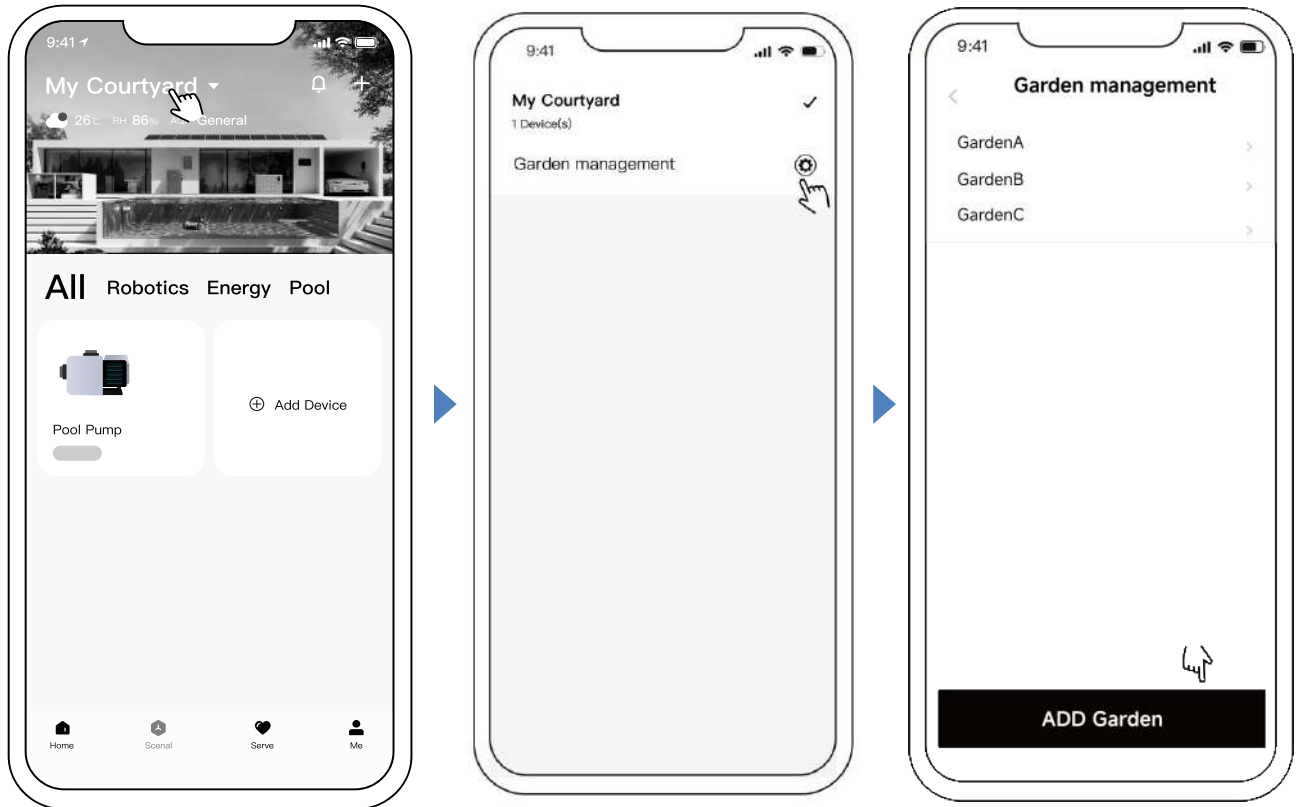 9:41
My Courtyard
26°C RH 86% General
All Robotics Energy Pool
Pool Pump
Add Device
Home Scenal Serve Me
9:41
My Courtyard
1 Device(s)
Garden management
9:41
Garden management
GardenA
GardenB
GardenC
ADD Garden